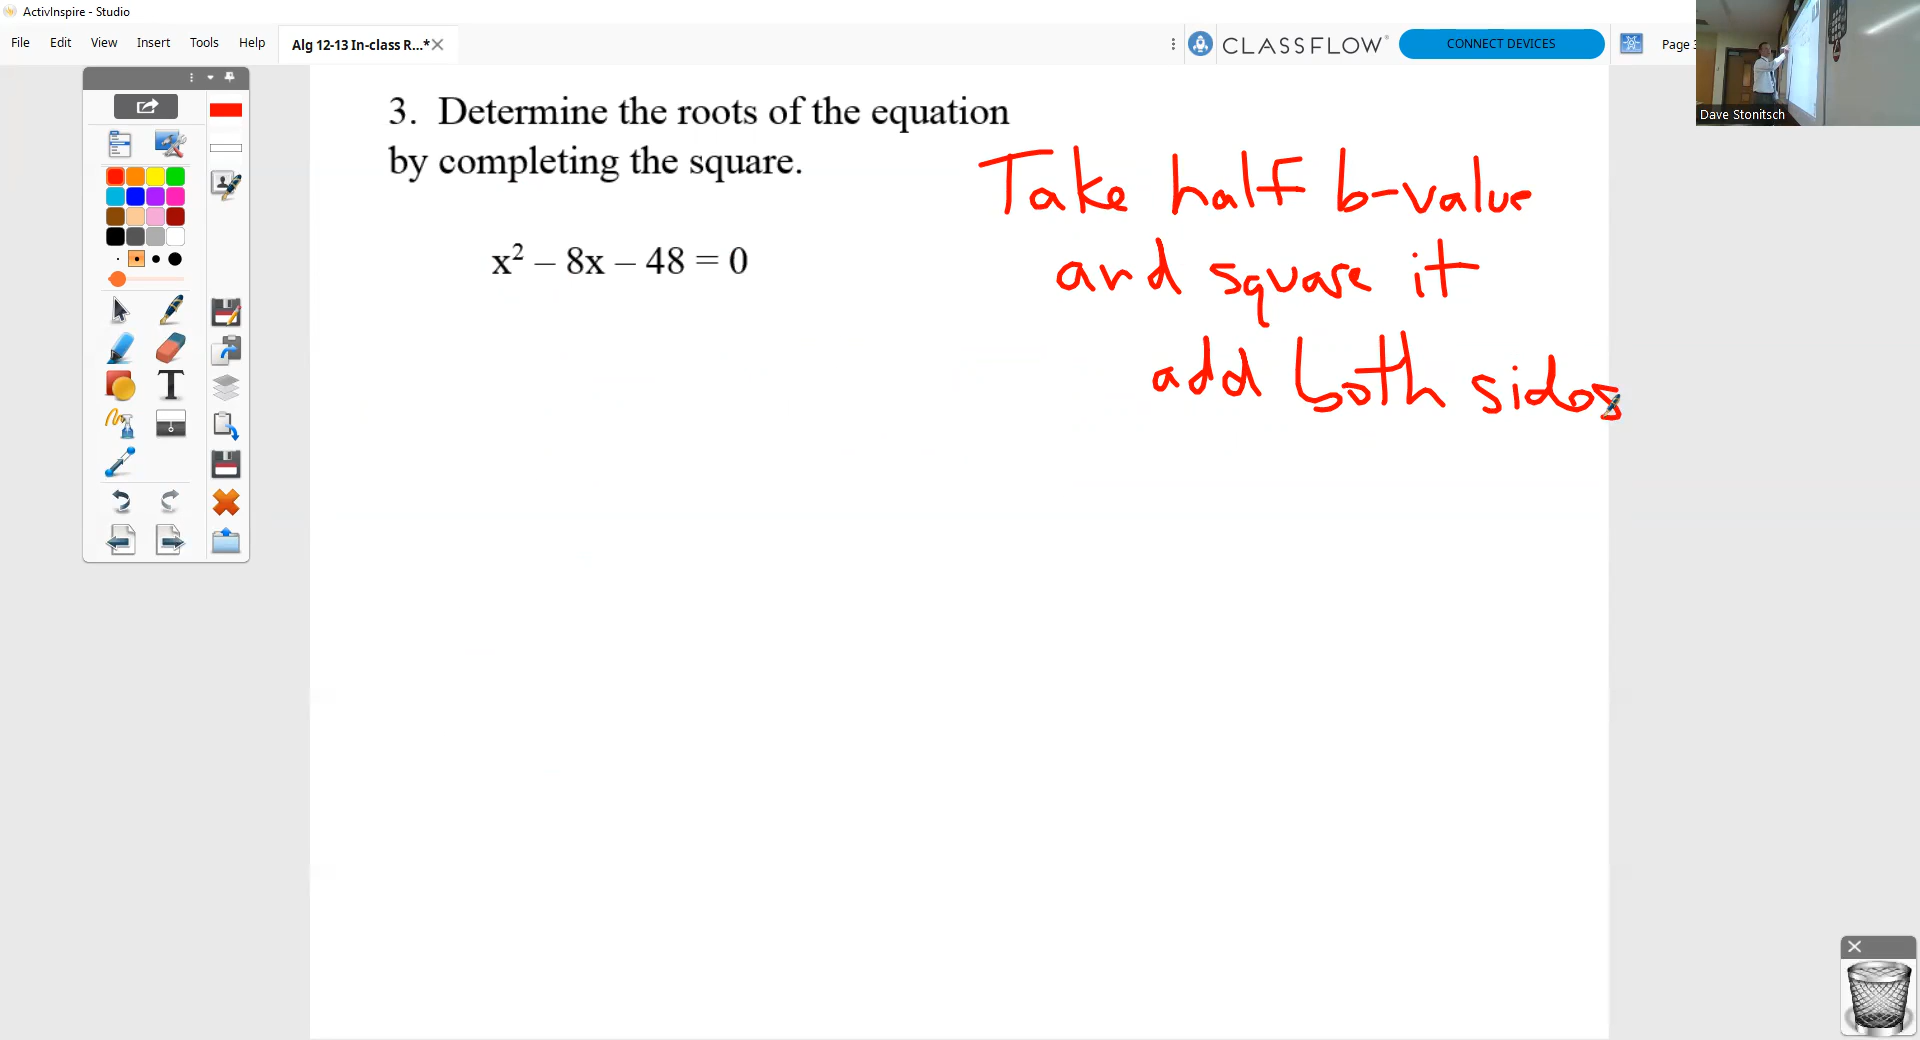 ActivInspire - Studio
File Edit View Insert Tools Help
Alg 12-13 In-class R...*
CLASSFLOW
CONNECT DEVICES
Page 3
Dave Stonitsch
3. Determine the roots of the equation
by completing the square.
x² – 8x – 48 = 0
Take half b-value
and square it
add both sides
T